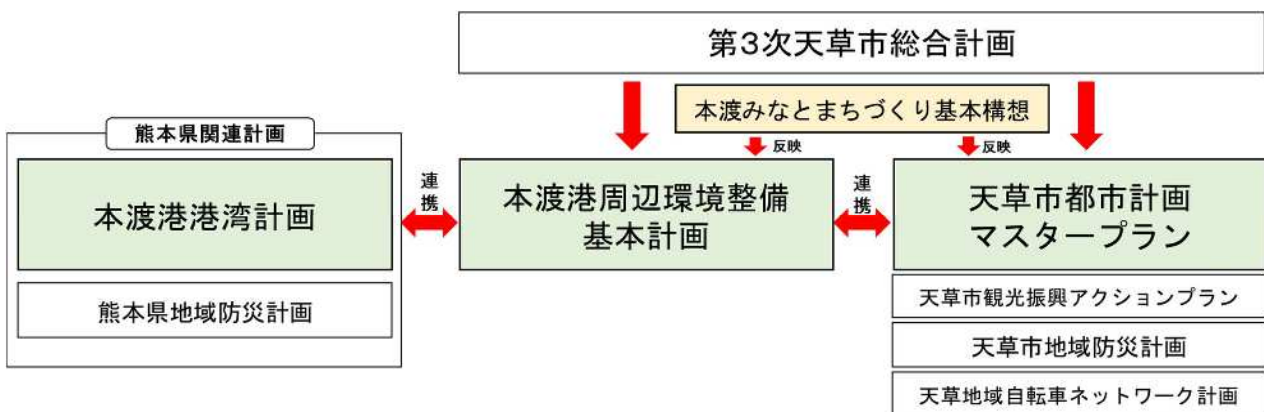 第3次天草市総合計画
本渡みなとまちづくり基本構想
反映
反映
熊本県関連計画
本渡港港湾計画
熊本県地域防災計画
連携
本渡港周辺環境整備
基本計画
連携
天草市都市計画
マスタープラン
天草市観光振興アクションプラン
天草市地域防災計画
天草地域自転車ネットワーク計画